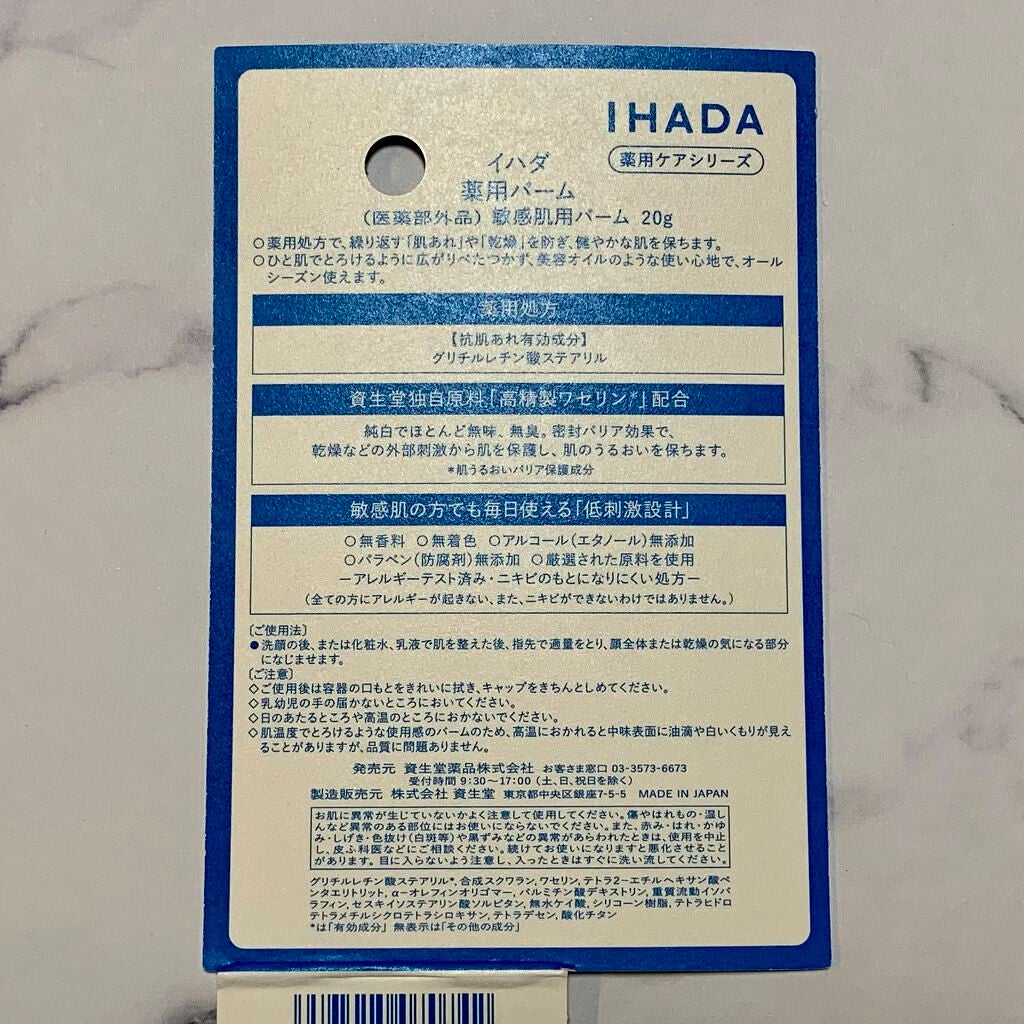 IHADA
薬用ケアシリーズ
イハダ
薬用バーム
(医薬部外品) 敏感肌用バーム 20g
○薬用処方で、繰り返す「肌あれ」や「乾燥」を防ぎ、健やかな肌を保ちます。
○ひと肌でとろけるように広がりべたつかず、美容オイルのような使い心地で、オール
シーズン使えます。
薬用処方
【抗肌あれ有効成分】
グリチルレチン酸ステアリル
資生堂独自原料「高精製ワセリン*」配合
純白でほとんど無味、無臭。密封バリア効果で、
乾燥などの外部刺激から肌を保護し、肌のうるおいを保ちます。
*肌うるおいバリア保護成分
敏感肌の方でも毎日使える「低刺激設計」
○無香料 ○無着色 ○アルコール(エタノール)無添加
○パラベン(防腐剤)無添加 ○厳選された原料を使用
ーアレルギーテスト済み・ニキビのもとになりにくい処方ー
(全ての方にアレルギーが起きない、また、ニキビができないわけではありません。)
〔ご使用法〕
●洗顔の後、または化粧水、乳液で肌を整えた後、指先で適量をとり、顔全体または乾燥の気になる部分
になじませます。
〔ご注意〕
◇ご使用後は容器の口もとをきれいに拭き、キャップをきちんとしめてください。
◇乳幼児の手の届かないところにおいてください。
◇日のあたるところや高温のところにおかないでください。
◇肌温度でとろけるような使用感のバームのため、高温におかれると中味表面に油滴や白いくもりが見え
ることがありますが、品質に問題ありません。
発売元 資生堂薬品株式会社 お客さま窓口 03-3573-6673
受付時間 9:30〜17:00 (土、日、祝日を除く)
製造販売元 株式会社 資生堂 東京都中央区銀座7-5-5 MADE IN JAPAN
お肌に異常が生じていないかよく注意して使用してください。傷やはれもの・湿し
んなど異常のある部位にはお使いにならないでください。また、赤み・はれ・かゆ
み・しげき・色抜け(白斑等)や黒ずみなどの異常があらわれたときは、使用を中止
し、皮ふ科医などにご相談ください。続けてお使いになりますと悪化させること
があります。目に入らないよう注意し、入ったときはすぐに洗い流してください。
グリチルレチン酸ステアリル*, 合成スクワラン, ワセリン, テトラ2-エチルヘキサン酸ペ
ンタエリトリット, α-オレフィンオリゴマー, パルミチン酸デキストリン, 重質流動イソパ
ラフィン, セスキイソステアリン酸ソルビタン, 無水ケイ酸, シリコーン樹脂, テトラヒドロ
テトラメチルシクロテトラシロキサン, テトラデセン, 酸化チタン
*は「有効成分」 無表示は「その他の成分」